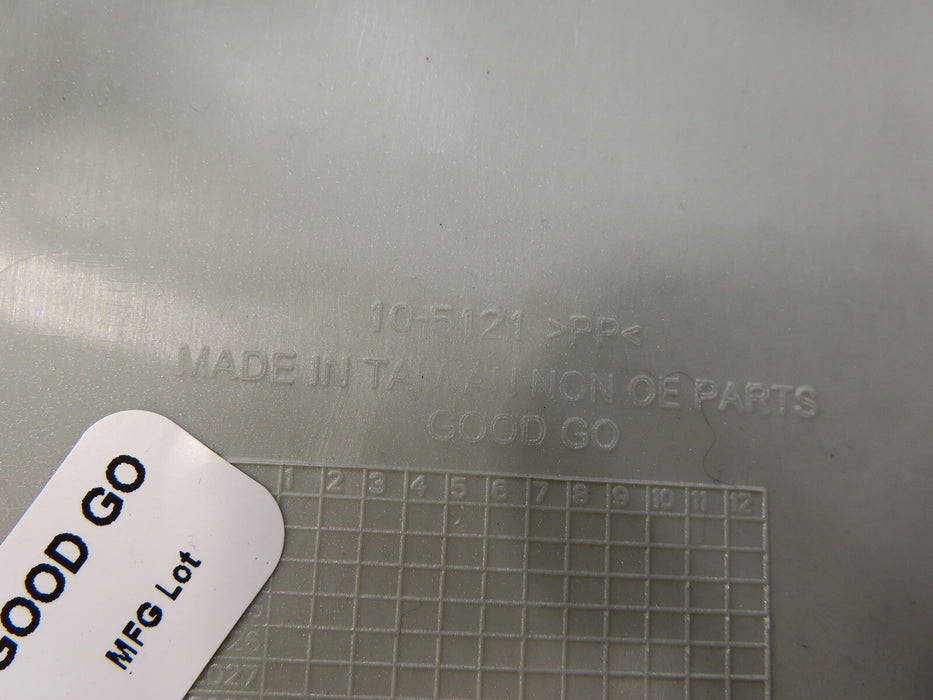 10-5121 >PP<
MADE IN TAIWAN NON OE PARTS
GOOD GO
1 2 3 4 5 6 7 8 9 10 11 12
GOOD GO
MFG Lot